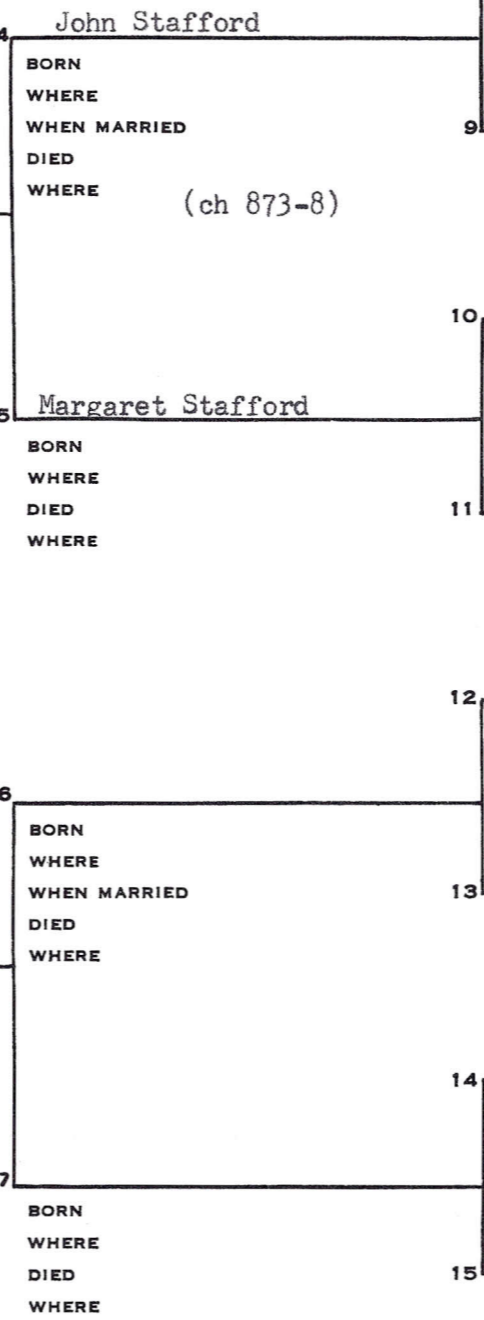 4 John Stafford
BORN
WHERE
WHEN MARRIED
9
DIED
WHERE
(ch 873-8)
10
5 Margaret Stafford
BORN
WHERE
DIED
11
WHERE
12
6
BORN
WHERE
WHEN MARRIED
13
DIED
WHERE
14
7
BORN
WHERE
DIED
15
WHERE